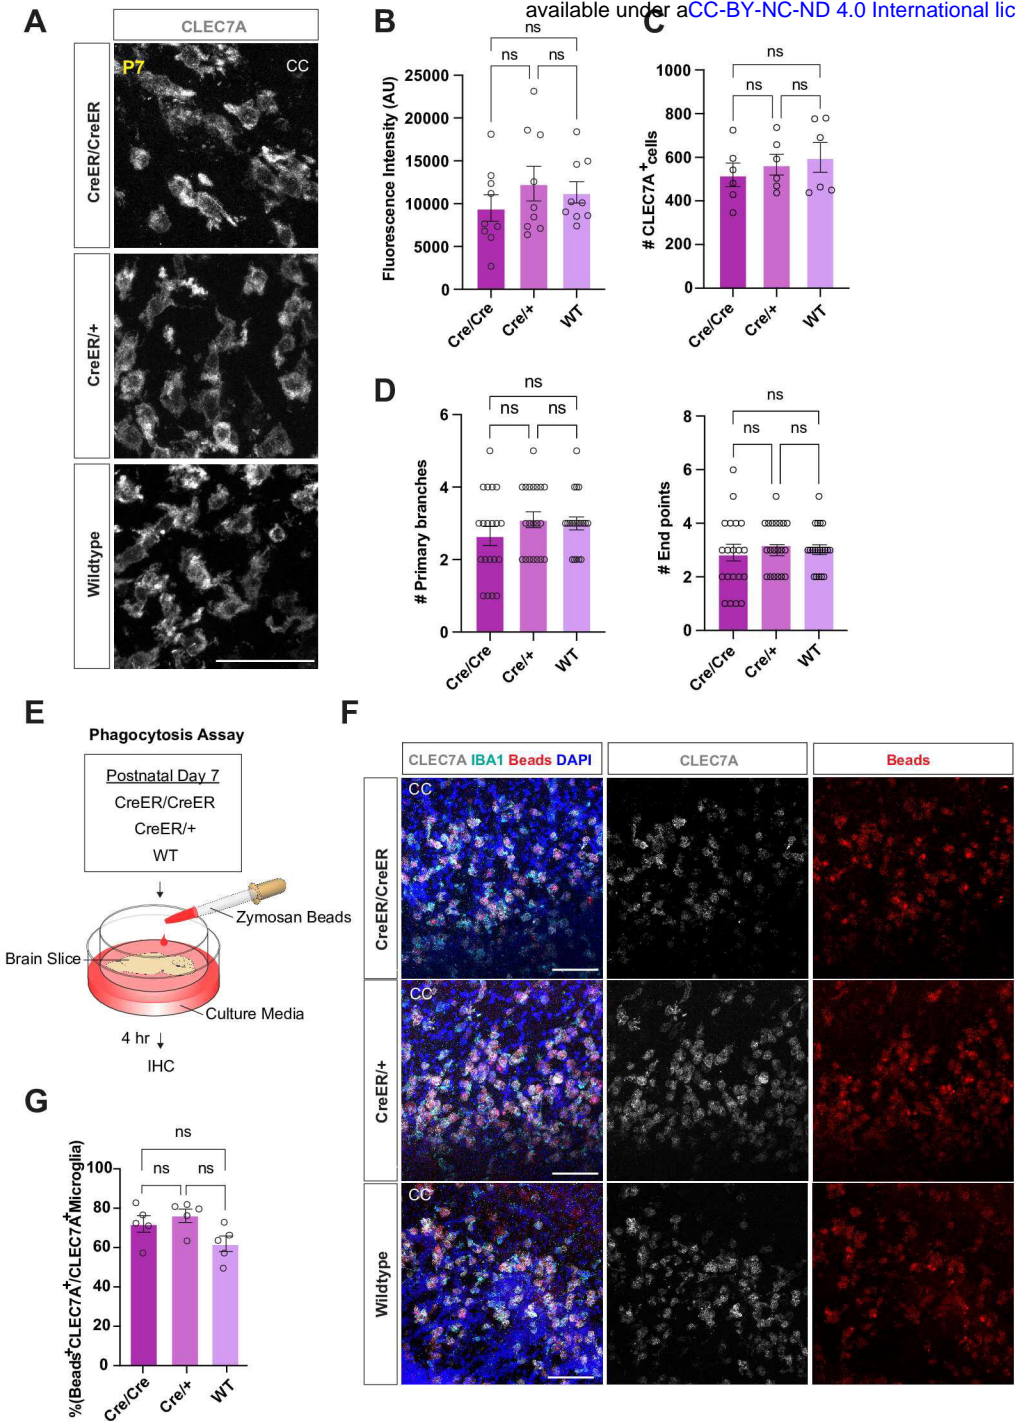 available under aCC-BY-NC-ND 4.0 International lic
A
CLEC7A
P7
CC
CreER/CreER
CreER/+
Wildtype
B
ns
ns
ns
Fluorescence Intensity (AU)
25000
20000
15000
10000
5000
0
Cre/Cre
Cre/+
WT
C
ns
ns
ns
# CLEC7A+cells
1000
800
600
400
200
0
Cre/Cre
Cre/+
WT
D
ns
ns
ns
# Primary branches
6
4
2
0
Cre/Cre
Cre/+
WT
ns
ns
ns
# End points
8
6
4
2
0
Cre/Cre
Cre/+
WT
E
Phagocytosis Assay
Postnatal Day 7
CreER/CreER
CreER/+
WT
Zymosan Beads
Brain Slice
Culture Media
4 hr
IHC
F
CLEC7A IBA1 Beads DAPI
CLEC7A
Beads
CreER/CreER
CC
CreER/+
CC
Wildtype
CC
G
ns
ns
ns
%(Beads+CLEC7A+/CLEC7A+Microglia)
100
80
60
40
20
0
Cre/Cre
Cre/+
WT